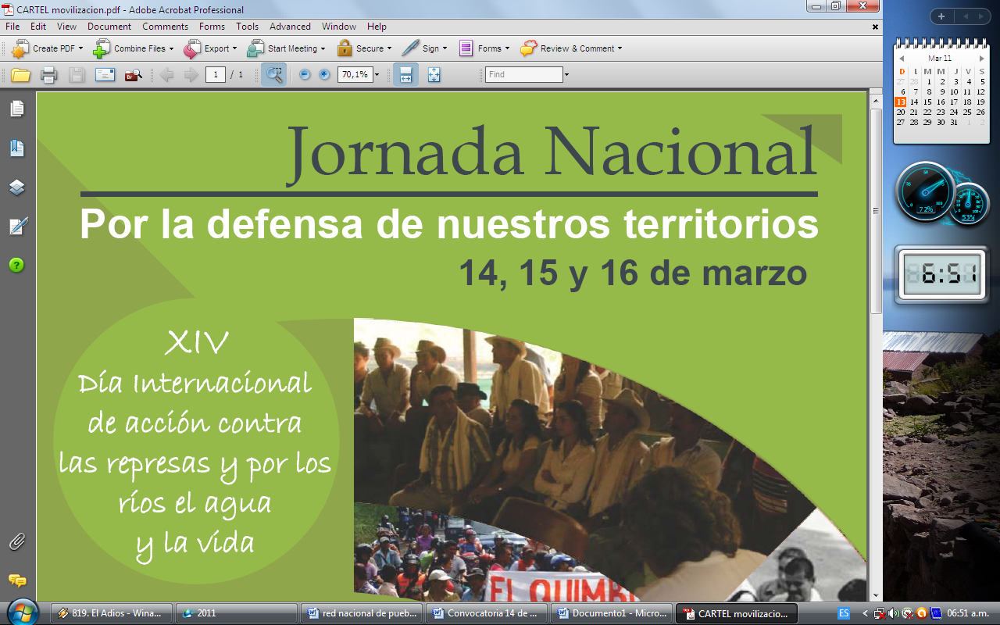 CARTEL movilizacion.pdf - Adobe Acrobat Professional
File Edit View Document Comments Forms Tools Advanced Window Help
Create PDF Combine Files Export Start Meeting Secure Sign Forms Review & Comment
1 / 1 70,1% Find
Jornada Nacional
Por la defensa de nuestros territorios
14, 15 y 16 de marzo
XIV
Día Internacional
de acción contra
las represas y por los
ríos el agua
y la vida
EL QUIMB
Mar 11
D L M M J V S
27 28 1 2 3 4 5
6 7 8 9 10 11 12
13 14 15 16 17 18 19
20 21 22 23 24 25 26
27 28 29 30 31 1 2
72%
53%
6:51
819. El Adios - Wina... 2011 red nacional de pueb... Convocatoria 14 de ... Documento1 - Micro... CARTEL movilizacio... ES 06:51 a.m.